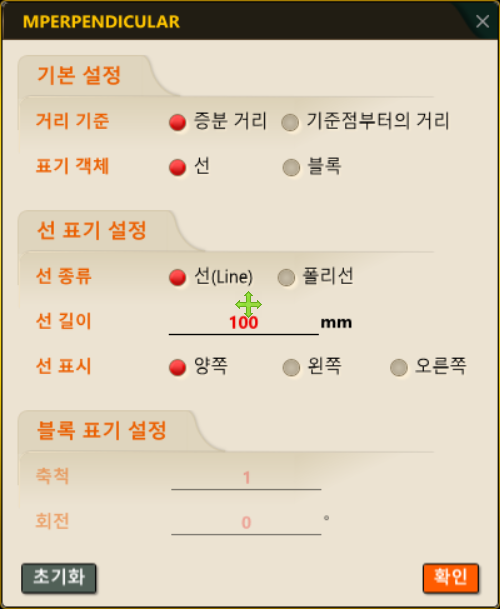 MPERPENDICULAR
기본 설정
거리 기준 증분 거리 기준점부터의 거리
표기 객체 선 블록
선 표기 설정
선 종류 선(Line) 폴리선
선 길이 100 mm
선 표시 양쪽 왼쪽 오른쪽
블록 표기 설정
축척 1
회전 0 °
초기화 확인